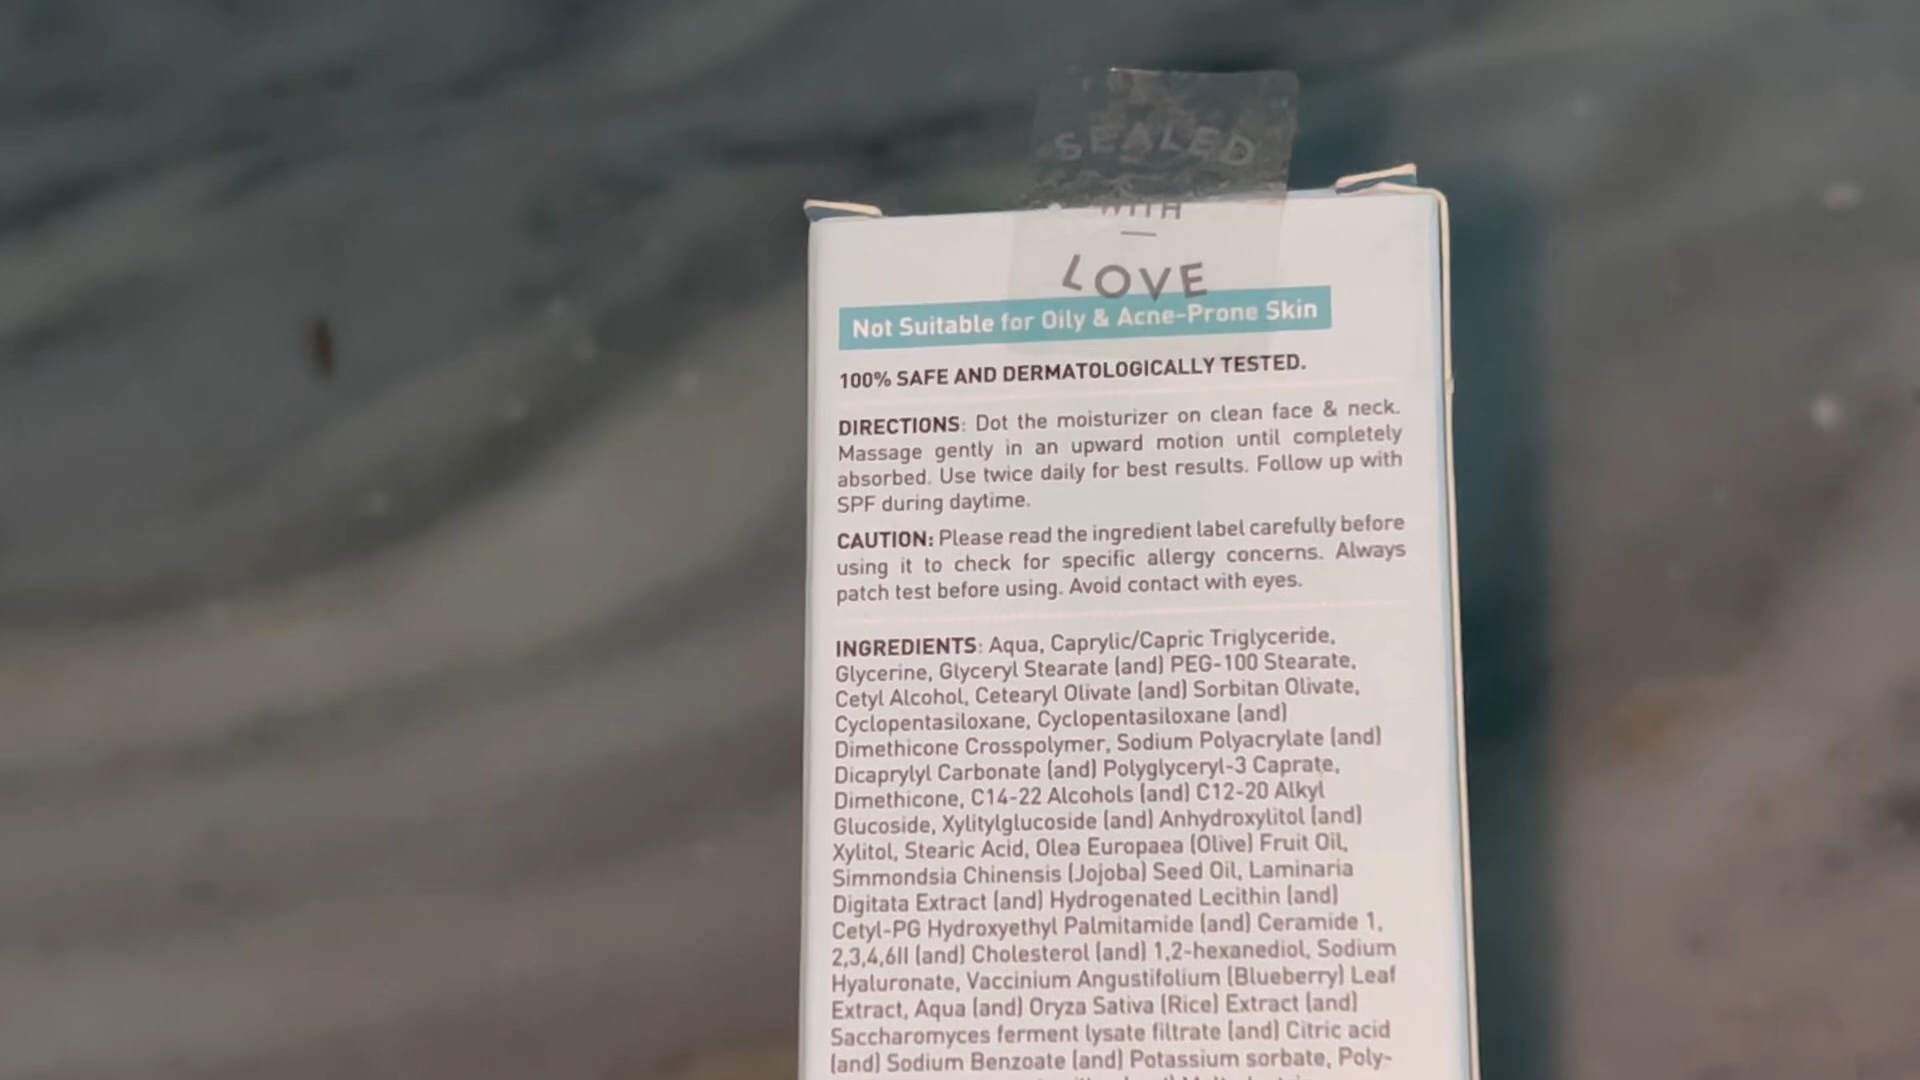 SEALED
WITH
LOVE
Not Suitable for Oily & Acne-Prone Skin
100% SAFE AND DERMATOLOGICALLY TESTED.
DIRECTIONS: Dot the moisturizer on clean face & neck.
Massage gently in an upward motion until completely
absorbed. Use twice daily for best results. Follow up with
SPF during daytime.
CAUTION: Please read the ingredient label carefully before
using it to check for specific allergy concerns. Always
patch test before using. Avoid contact with eyes.
INGREDIENTS: Aqua, Caprylic/Capric Triglyceride,
Glycerine, Glyceryl Stearate (and) PEG-100 Stearate,
Cetyl Alcohol, Cetearyl Olivate (and) Sorbitan Olivate,
Cyclopentasiloxane, Cyclopentasiloxane (and)
Dimethicone Crosspolymer, Sodium Polyacrylate (and)
Dicaprylyl Carbonate (and) Polyglyceryl-3 Caprate,
Dimethicone, C14-22 Alcohols (and) C12-20 Alkyl
Glucoside, Xylitylglucoside (and) Anhydroxylitol (and)
Xylitol, Stearic Acid, Olea Europaea (Olive) Fruit Oil,
Simmondsia Chinensis (Jojoba) Seed Oil, Laminaria
Digitata Extract (and) Hydrogenated Lecithin (and)
Cetyl-PG Hydroxyethyl Palmitamide (and) Ceramide 1,
2,3,4,6II (and) Cholesterol (and) 1,2-hexanediol, Sodium
Hyaluronate, Vaccinium Angustifolium (Blueberry) Leaf
Extract, Aqua (and) Oryza Sativa (Rice) Extract (and)
Saccharomyces ferment lysate filtrate (and) Citric acid
(and) Sodium Benzoate (and) Potassium sorbate, Poly-